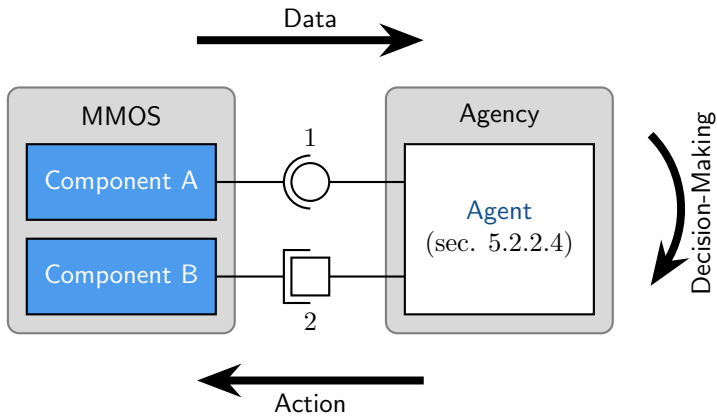 Data
MMOS
Agency
1
Component A
Agent
(sec. 5.2.2.4)
Component B
2
Decision-Making
Action